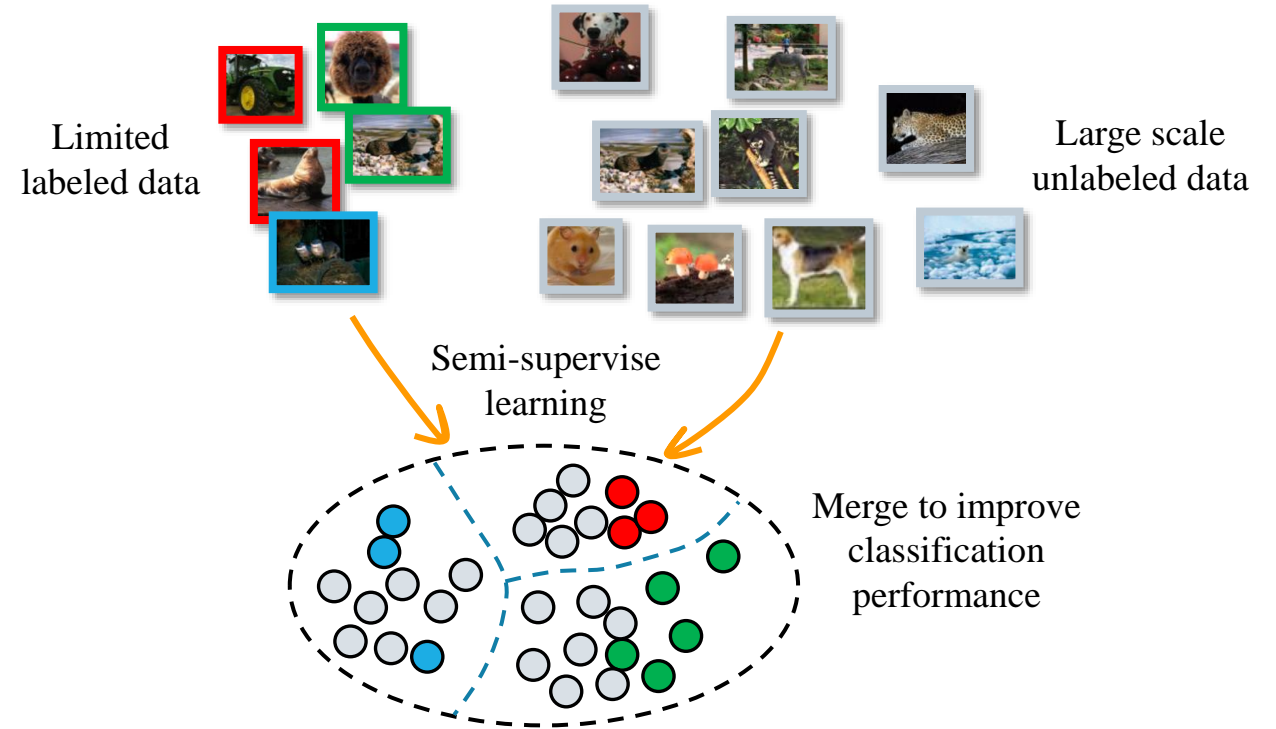 Limited
labeled data
Large scale
unlabeled data
Semi-supervise
learning
Merge to improve
classification
performance